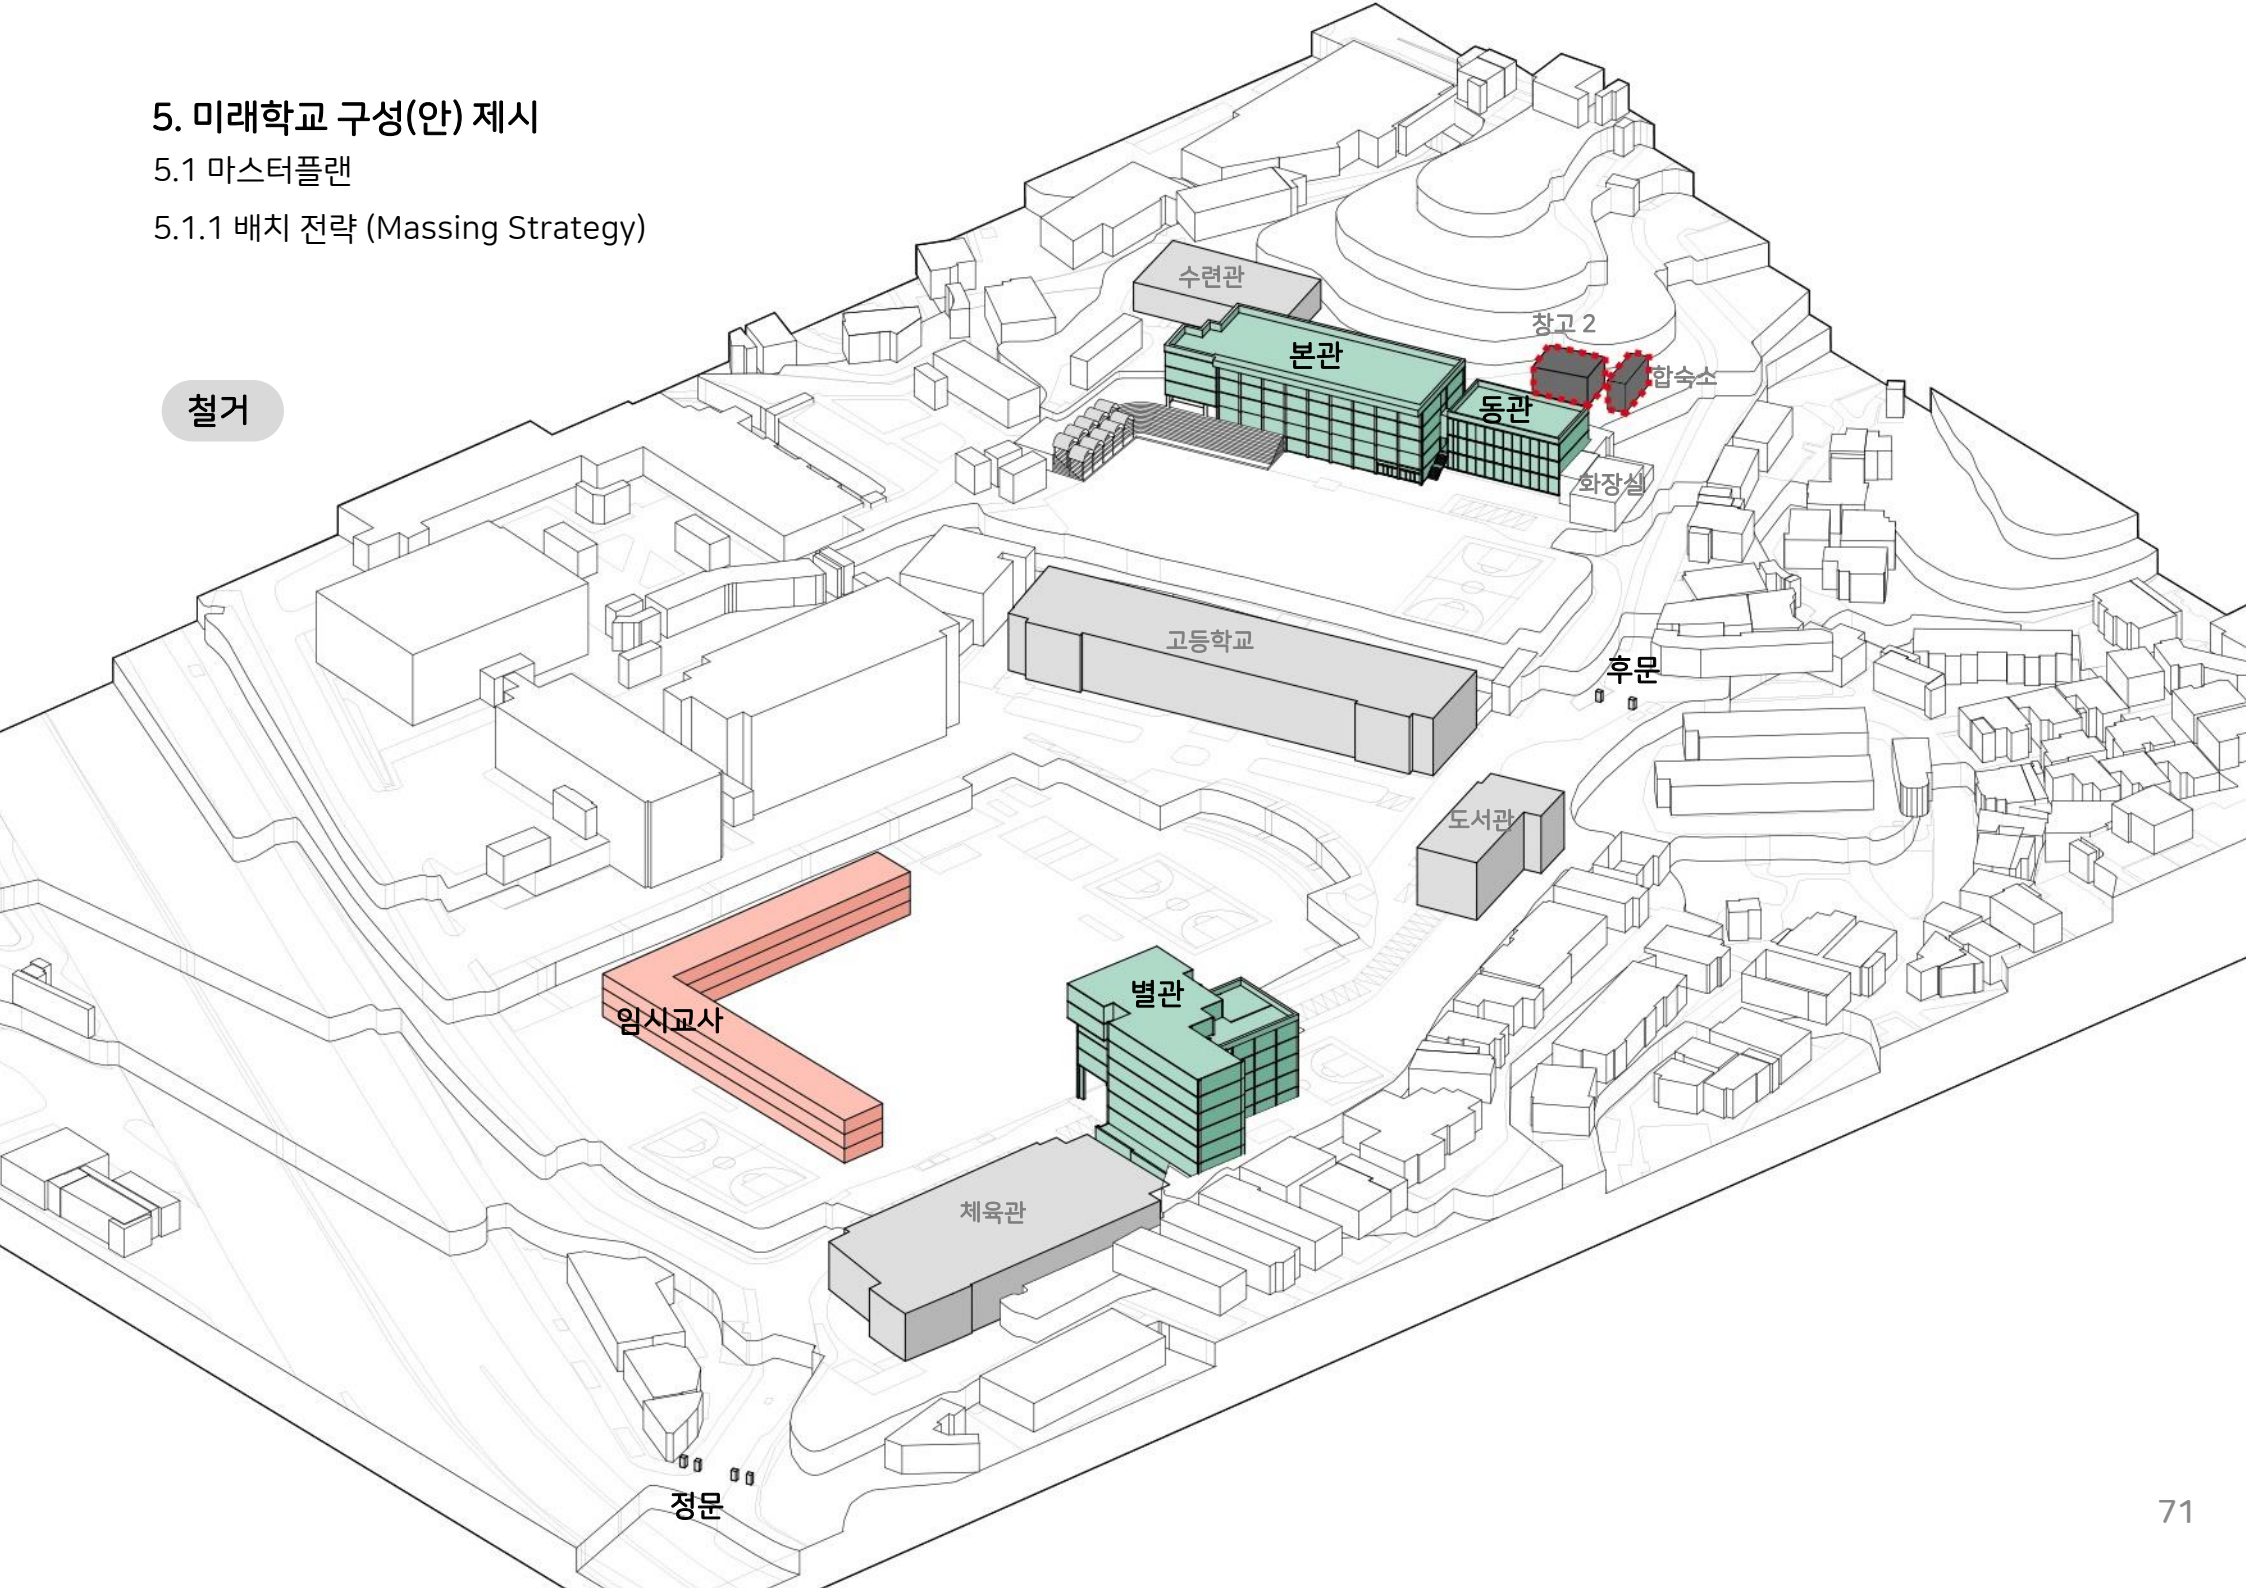 5. 미래학교 구성(안) 제시
5.1 마스터플랜
5.1.1 배치 전략 (Massing Strategy)
철거
수련관
창고 2
본관
합숙소
동관
화장실
고등학교
후문
도서관
별관
임시교사
체육관
정문
71